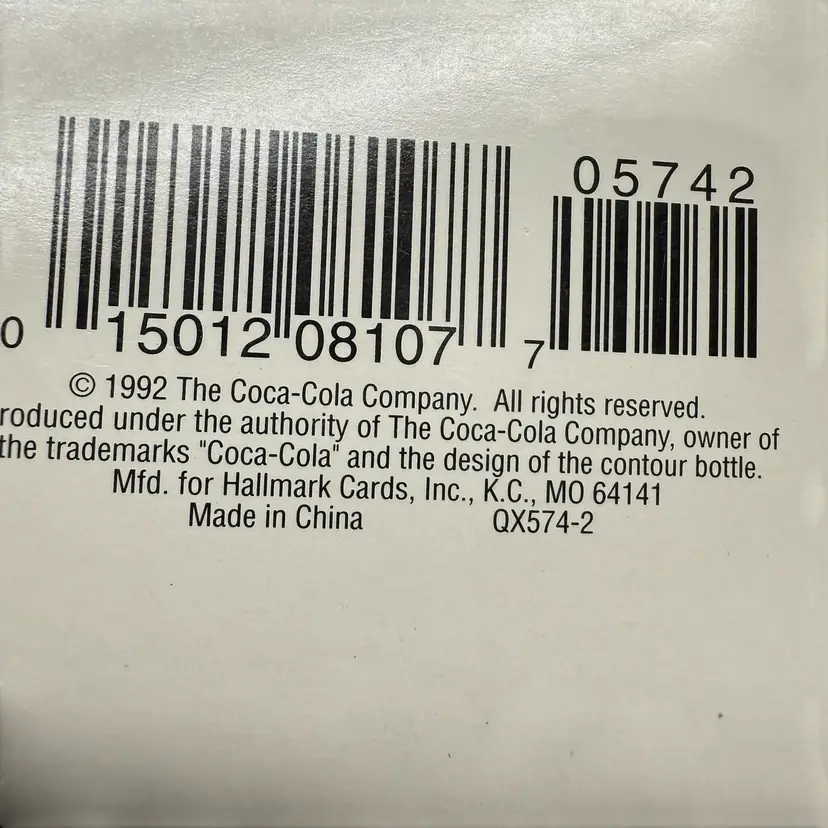 05742
0 15012 08107 7
© 1992 The Coca-Cola Company. All rights reserved.
roduced under the authority of The Coca-Cola Company, owner of
the trademarks "Coca-Cola" and the design of the contour bottle.
Mfd. for Hallmark Cards, Inc., K.C., MO 64141
Made in China QX574-2